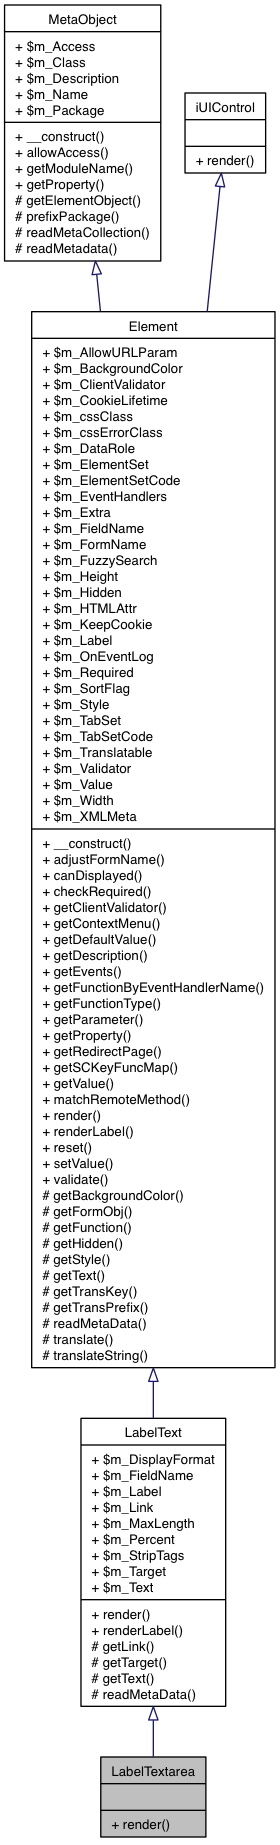 MetaObject
+ $m_Access
+ $m_Class
+ $m_Description
+ $m_Name
+ $m_Package
+ __construct()
+ allowAccess()
+ getModuleName()
+ getProperty()
# getElementObject()
# prefixPackage()
# readMetaCollection()
# readMetadata()
iUIControl
+ render()
Element
+ $m_AllowURLParam
+ $m_BackgroundColor
+ $m_ClientValidator
+ $m_CookieLifetime
+ $m_cssClass
+ $m_cssErrorClass
+ $m_DataRole
+ $m_ElementSet
+ $m_ElementSetCode
+ $m_EventHandlers
+ $m_Extra
+ $m_FieldName
+ $m_FormName
+ $m_FuzzySearch
+ $m_Height
+ $m_Hidden
+ $m_HTMLAttr
+ $m_KeepCookie
+ $m_Label
+ $m_OnEventLog
+ $m_Required
+ $m_SortFlag
+ $m_Style
+ $m_TabSet
+ $m_TabSetCode
+ $m_Translatable
+ $m_Validator
+ $m_Value
+ $m_Width
+ $m_XMLMeta
+ __construct()
+ adjustFormName()
+ canDisplayed()
+ checkRequired()
+ getClientValidator()
+ getContextMenu()
+ getDefaultValue()
+ getDescription()
+ getEvents()
+ getFunctionByEventHandlerName()
+ getFunctionType()
+ getParameter()
+ getProperty()
+ getRedirectPage()
+ getSCKeyFuncMap()
+ getValue()
+ matchRemoteMethod()
+ render()
+ renderLabel()
+ reset()
+ setValue()
+ validate()
# getBackgroundColor()
# getFormObj()
# getFunction()
# getHidden()
# getStyle()
# getText()
# getTransKey()
# getTransPrefix()
# readMetaData()
# translate()
# translateString()
LabelText
+ $m_DisplayFormat
+ $m_FieldName
+ $m_Label
+ $m_Link
+ $m_MaxLength
+ $m_Percent
+ $m_StripTags
+ $m_Target
+ $m_Text
+ render()
+ renderLabel()
# getLink()
# getTarget()
# getText()
# readMetaData()
LabelTextarea
+ render()